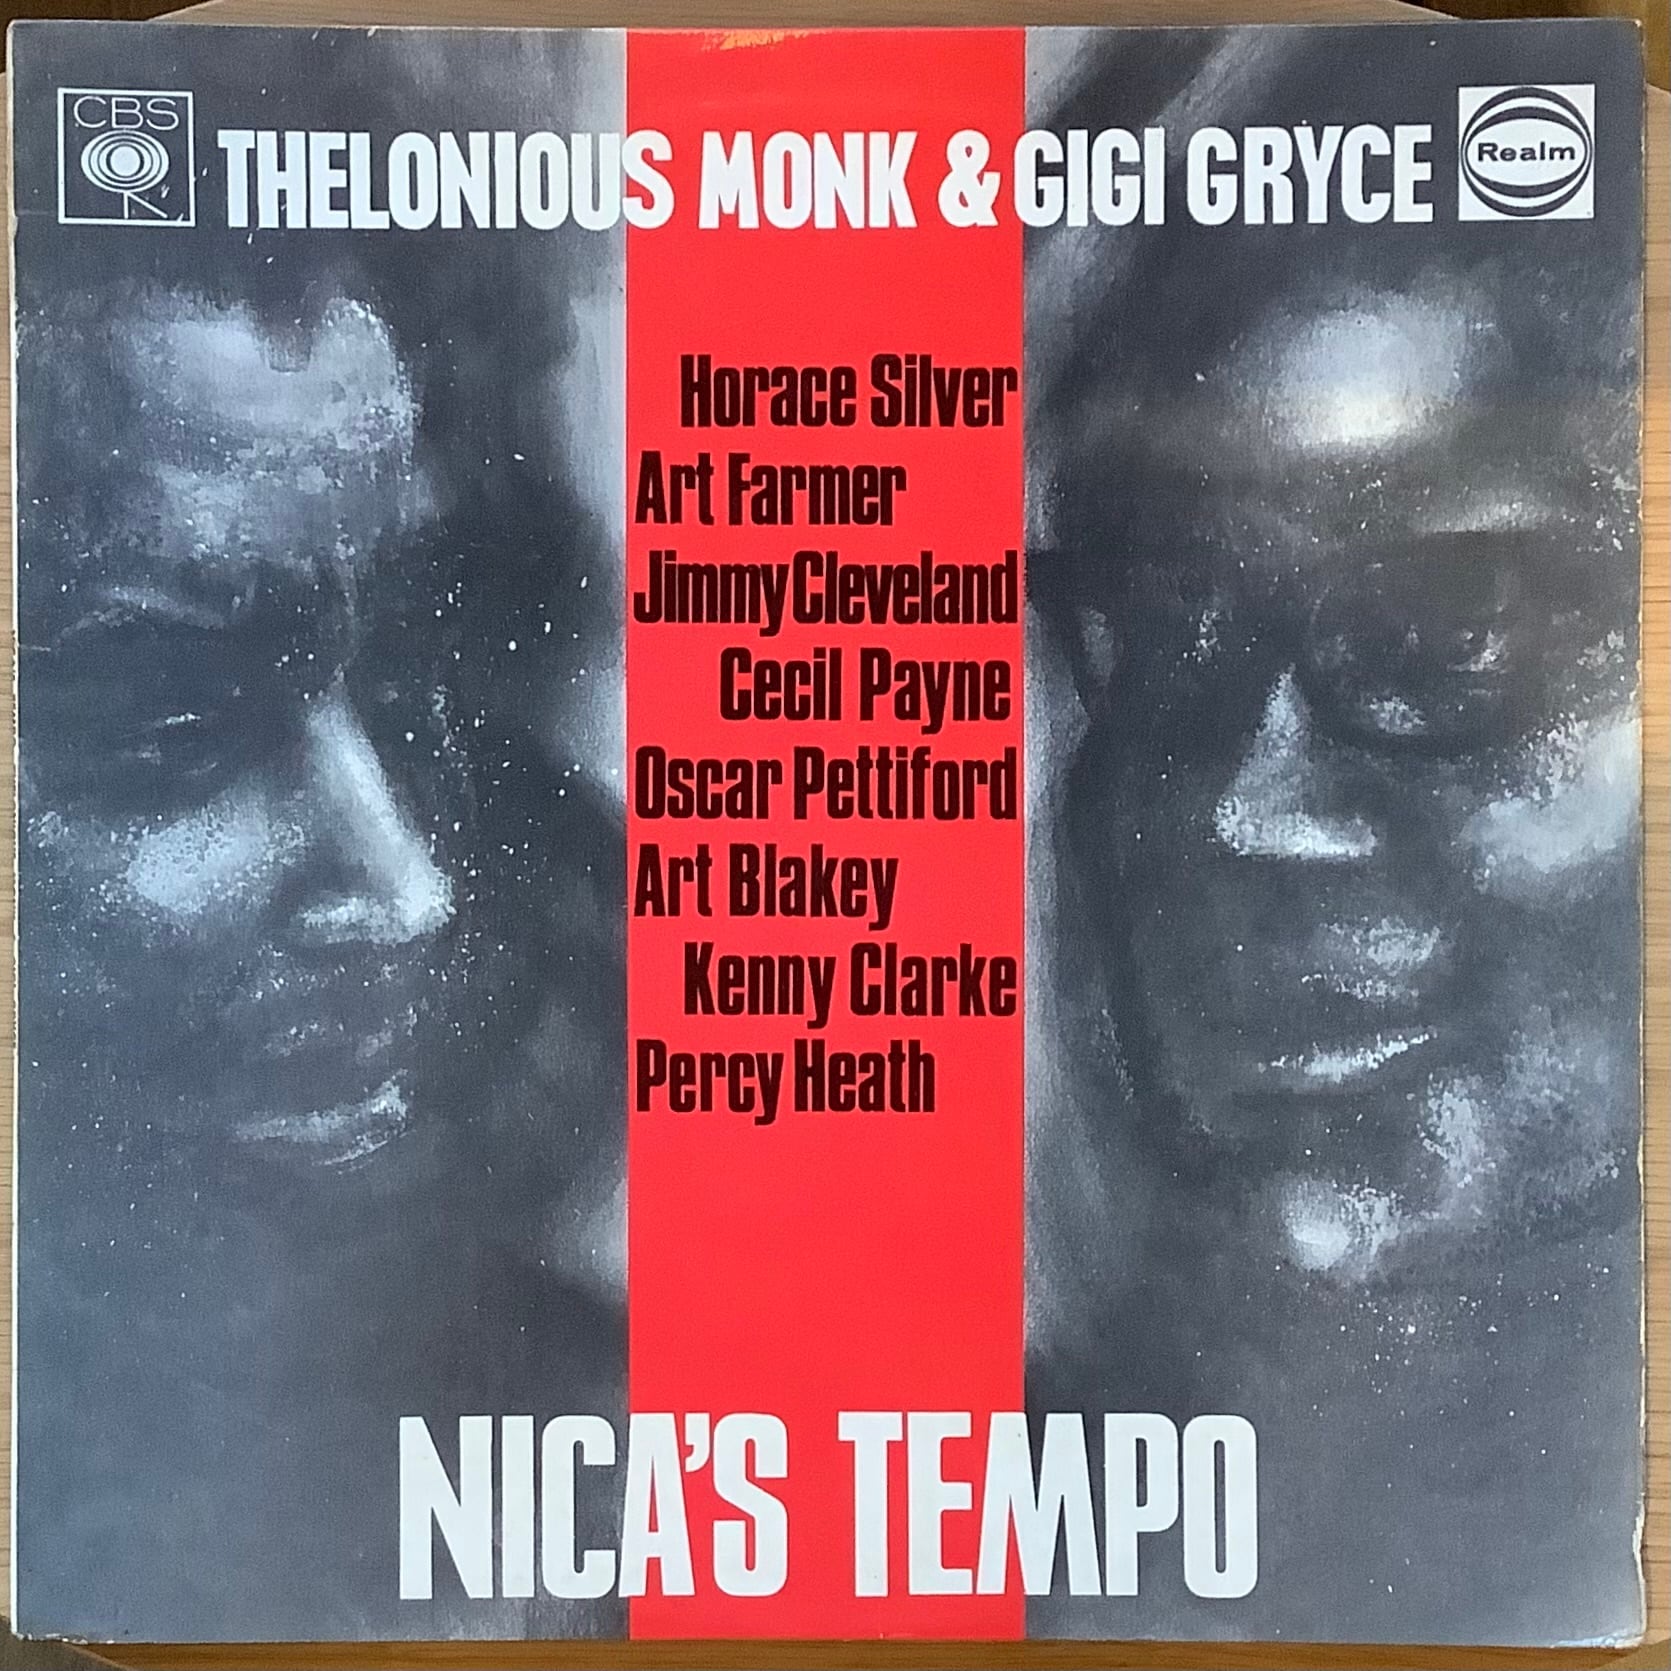 CBS
THELONIOUS MONK & GIGI GRYCE
Realm
Horace Silver
Art Farmer
Jimmy Cleveland
Cecil Payne
Oscar Pettiford
Art Blakey
Kenny Clarke
Percy Heath
NICA'S TEMPO